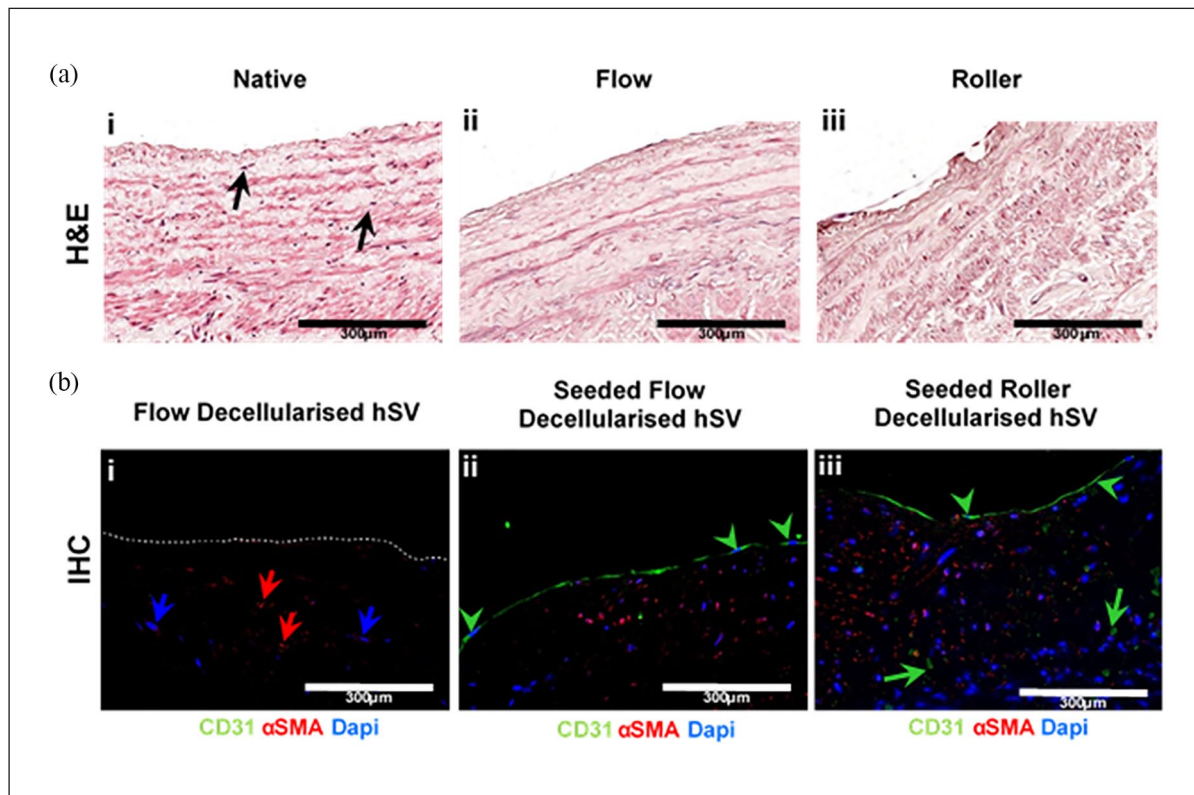 (a)
Native
Flow
Roller
H&E
i
ii
iii
300µm
300µm
300µm
(b)
Flow Decellularised hSV
Seeded Flow
Decellularised hSV
Seeded Roller
Decellularised hSV
IHC
i
ii
iii
300µm
300µm
300µm
CD31 αSMA Dapi
CD31 αSMA Dapi
CD31 αSMA Dapi